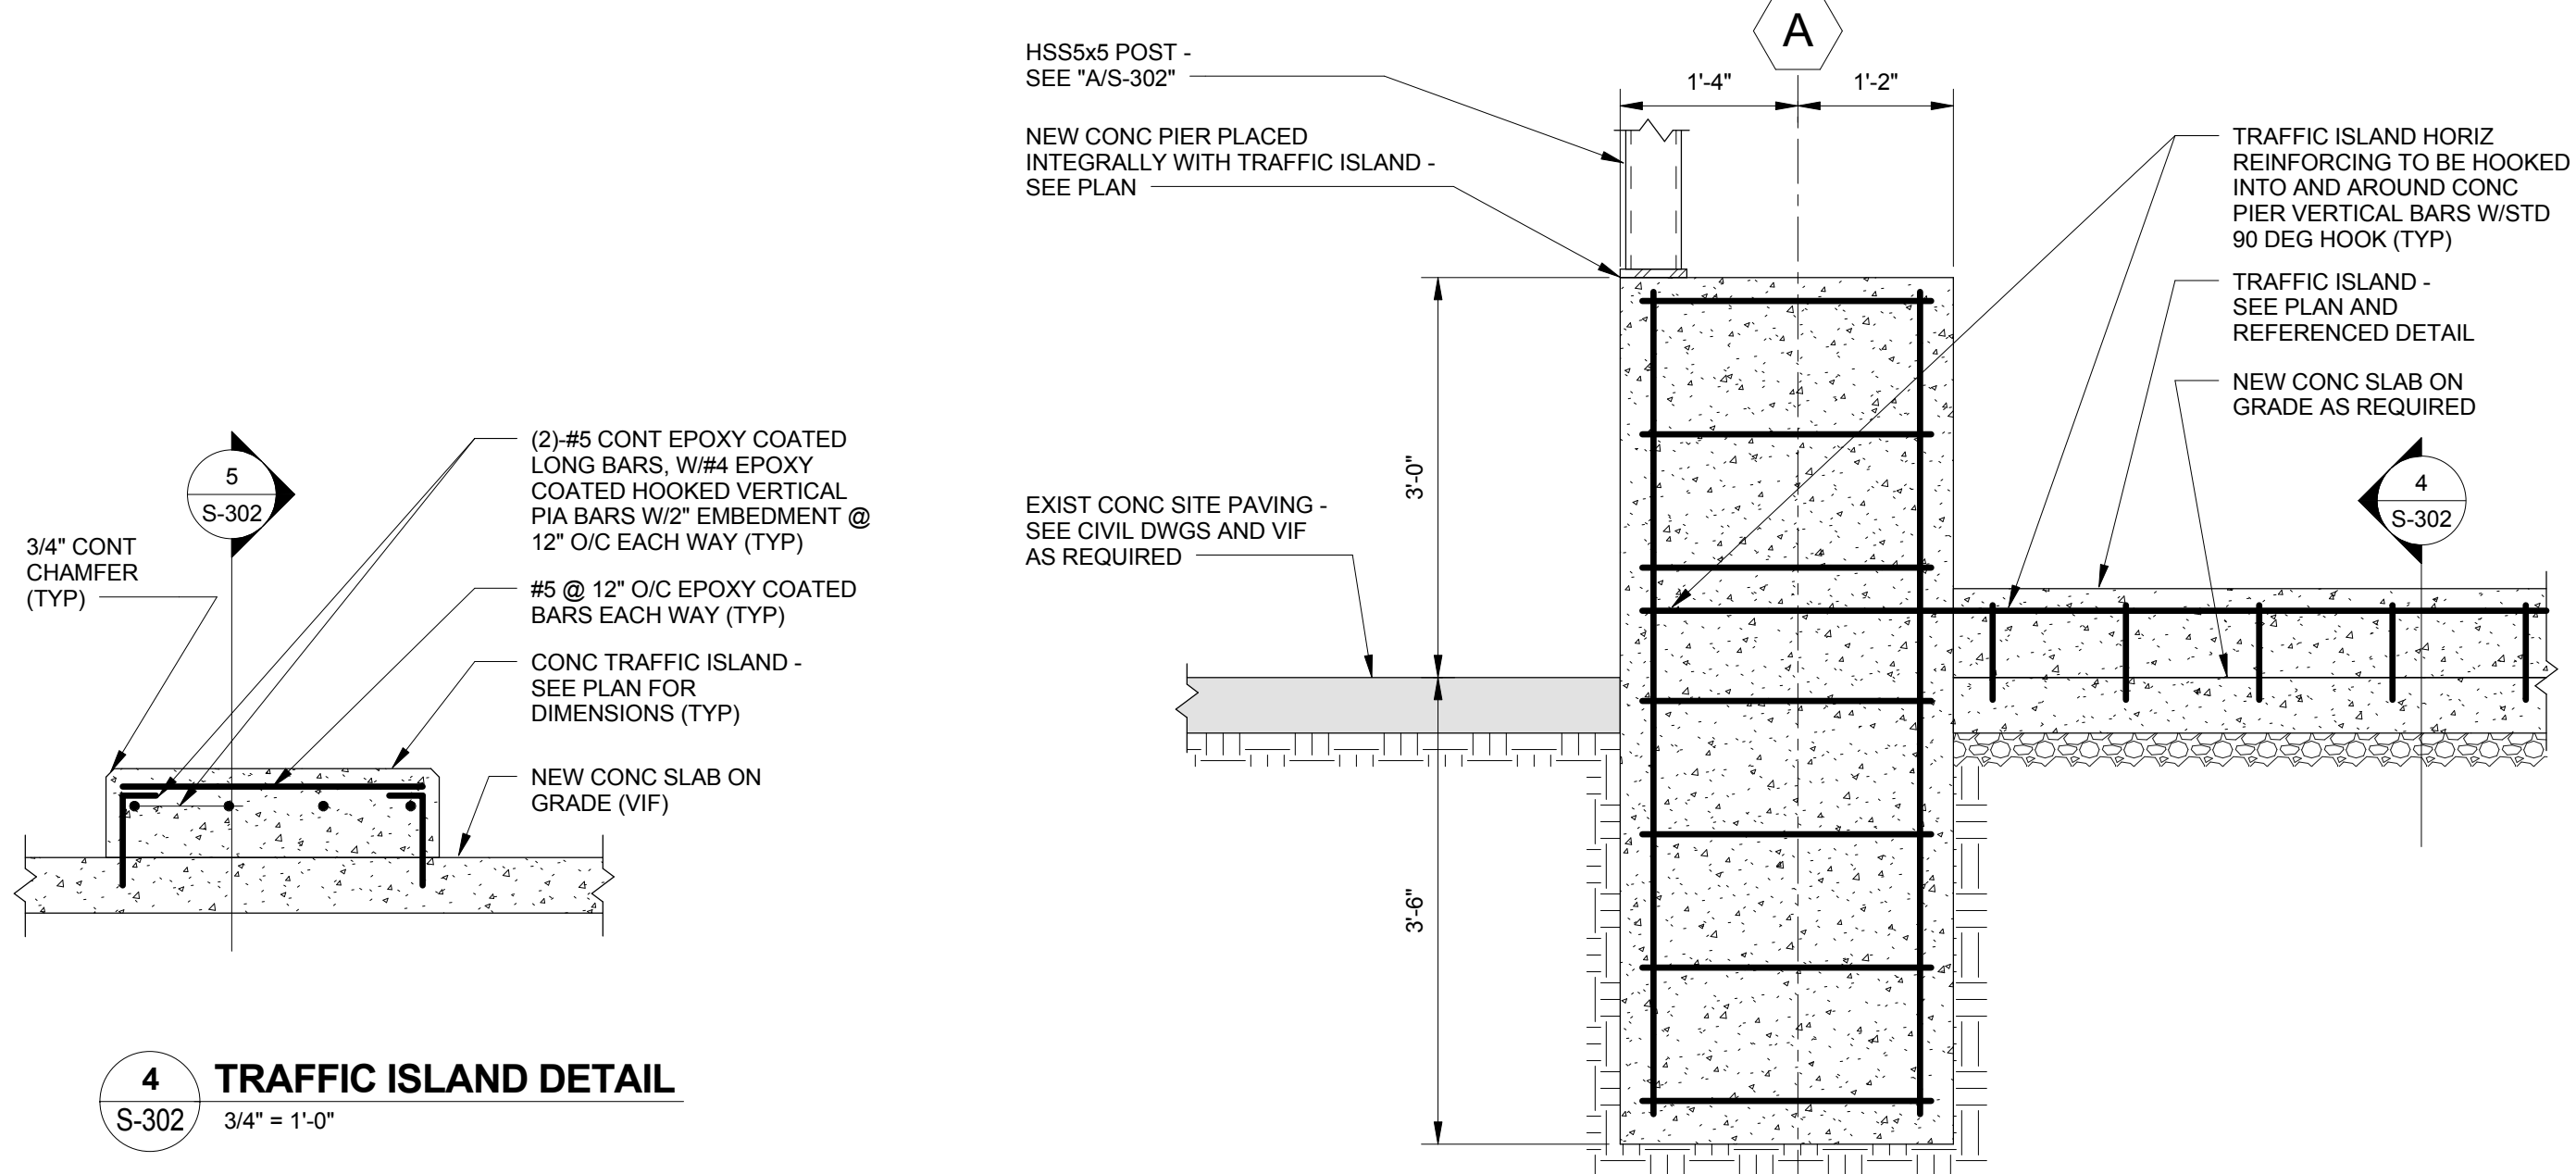 A
1'-4"
1'-2"
HSS5x5 POST -
SEE "A/S-302"
NEW CONC PIER PLACED
INTEGRALLY WITH TRAFFIC ISLAND -
SEE PLAN
TRAFFIC ISLAND HORIZ
REINFORCING TO BE HOOKED
INTO AND AROUND CONC
PIER VERTICAL BARS W/STD
90 DEG HOOK (TYP)
TRAFFIC ISLAND -
SEE PLAN AND
REFERENCED DETAIL
NEW CONC SLAB ON
GRADE AS REQUIRED
4
S-302
3'-0"
EXIST CONC SITE PAVING -
SEE CIVIL DWGS AND VIF
AS REQUIRED
3'-6"
5
S-302
3/4" CONT
CHAMFER
(TYP)
(2)-#5 CONT EPOXY COATED
LONG BARS, W/#4 EPOXY
COATED HOOKED VERTICAL
PIA BARS W/2" EMBEDMENT @
12" O/C EACH WAY (TYP)
#5 @ 12" O/C EPOXY COATED
BARS EACH WAY (TYP)
CONC TRAFFIC ISLAND -
SEE PLAN FOR
DIMENSIONS (TYP)
NEW CONC SLAB ON
GRADE (VIF)
4
S-302
TRAFFIC ISLAND DETAIL
3/4" = 1'-0"